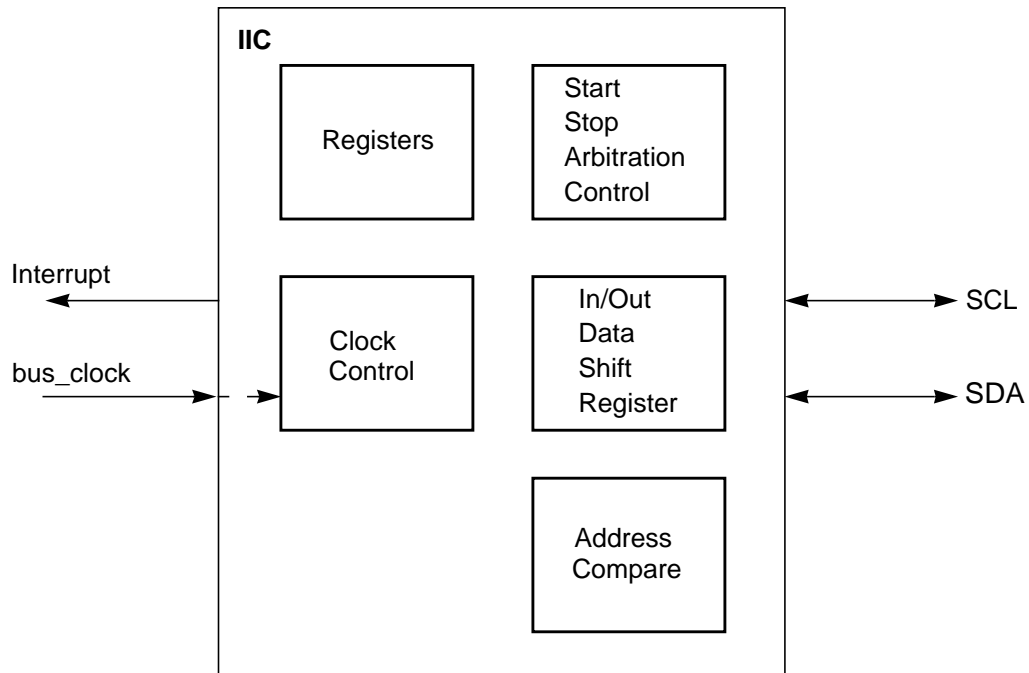 IIC
Registers
Start
Stop
Arbitration
Control
Interrupt
bus_clock
Clock
Control
In/Out
Data
Shift
Register
SCL
SDA
Address
Compare